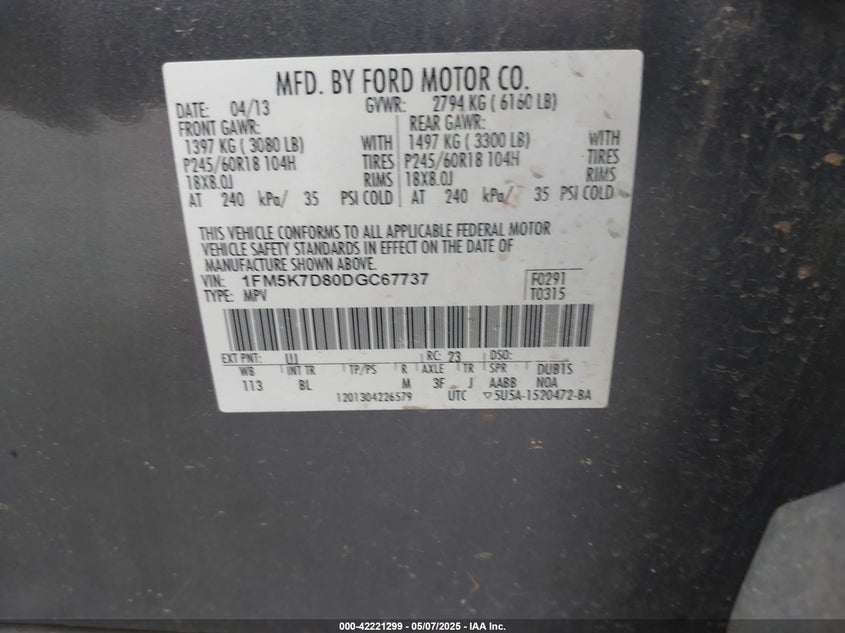 MFD. BY FORD MOTOR CO.
DATE: 04/13 GVWR: 2794 KG ( 6160 LB)
FRONT GAWR: REAR GAWR:
1397 KG ( 3080 LB) WITH 1497 KG ( 3300 LB) WITH
P245/60R18 104H TIRES P245/60R18 104H TIRES
18X8.0J RIMS 18X8.0J RIMS
AT 240 kPa/ 35 PSI COLD AT 240 kPa/ 35 PSI COLD
THIS VEHICLE CONFORMS TO ALL APPLICABLE FEDERAL MOTOR
VEHICLE SAFETY STANDARDS IN EFFECT ON THE DATE OF
MANUFACTURE SHOWN ABOVE.
VIN: 1FM5K7D80DGC67737 F0291
TYPE: MPV T0315
EXT PNT: UJ RC: 23 DSO:
WB INT TR TP/PS R AXLE TR SPR DUB1S
113 BL M 3F J AABB NOA
1201304226579 UTC ▽5U5A-1520472-BA
000-42221299 - 05/07/2025 - IAA Inc.